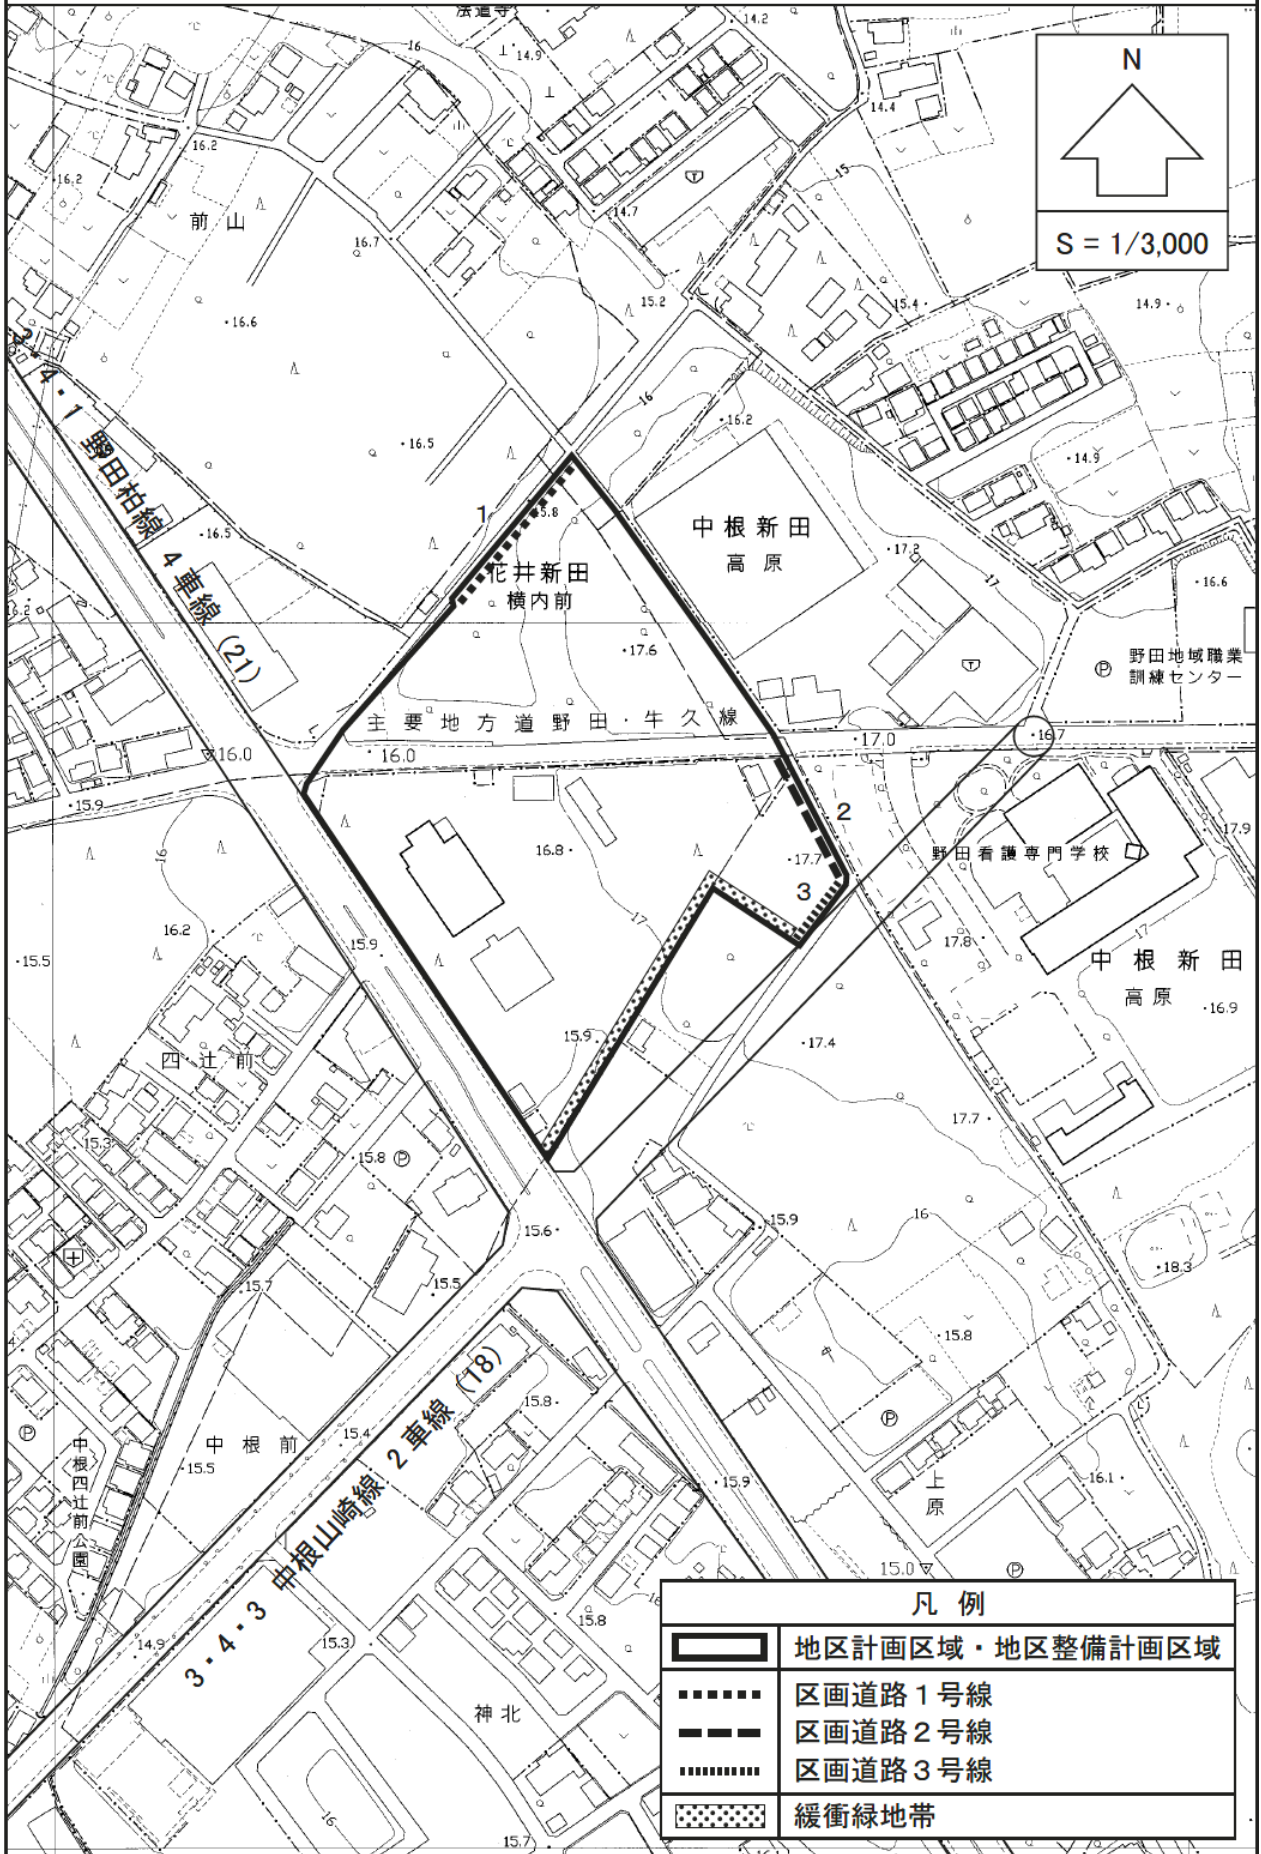 法道寺
14.2
N
S = 1/3,000
16
14.9
14.4
16.2
16.2
前山
16.7
14.7
15
15.2
15.4
14.9
16.6
3・4・1 野田柏線 4車線 (21)
16
16.2
16.5
14.9
1
15.8
中根新田
高原
16.5
17.2
17
16.6
花井新田
横内前
16.2
17.6
野田地域職業
訓練センター
主要地方道野田・牛久線
16.0
16.0
17.0
16.7
15.9
2
16
16.8
17.7
野田看護専門学校
17.9
3
17
16.2
15.9
17.8
17
15.5
中根新田
高原
16.9
15.9
17.4
四辻前
15.3
15.8
17.7
15.6
15.9
16
18.3
15.7
15.5
15.8
3・4・3 中根山崎線 2車線 (18)
15.8
中根前
15.4
15.5
中根四辻前公園
15.9
上原
16.1
15.0
15.8
14.9
15.3
神北
16
15.7
凡例
地区計画区域・地区整備計画区域
区画道路1号線
区画道路2号線
区画道路3号線
緩衝緑地帯